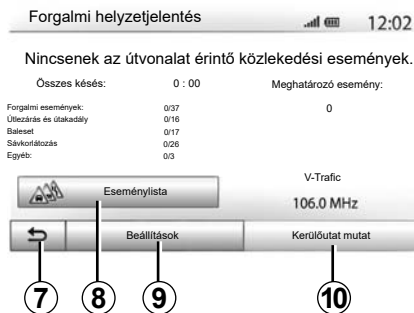 Forgalmi helyzetjelentés 12:02
Nincsenek az útvonalat érintő közlekedési események.
Összes késés: 0 : 00 Meghatározó esemény:
0
Forgalmi események: 0/37
Útlezárás és útakadály 0/16
Baleset 0/17
Sávkorlátozás 0/26
Egyéb: 0/3
Eseménylista
V-Trafic
106.0 MHz
Beállítások Kerülőutat mutat
7 8 9 10